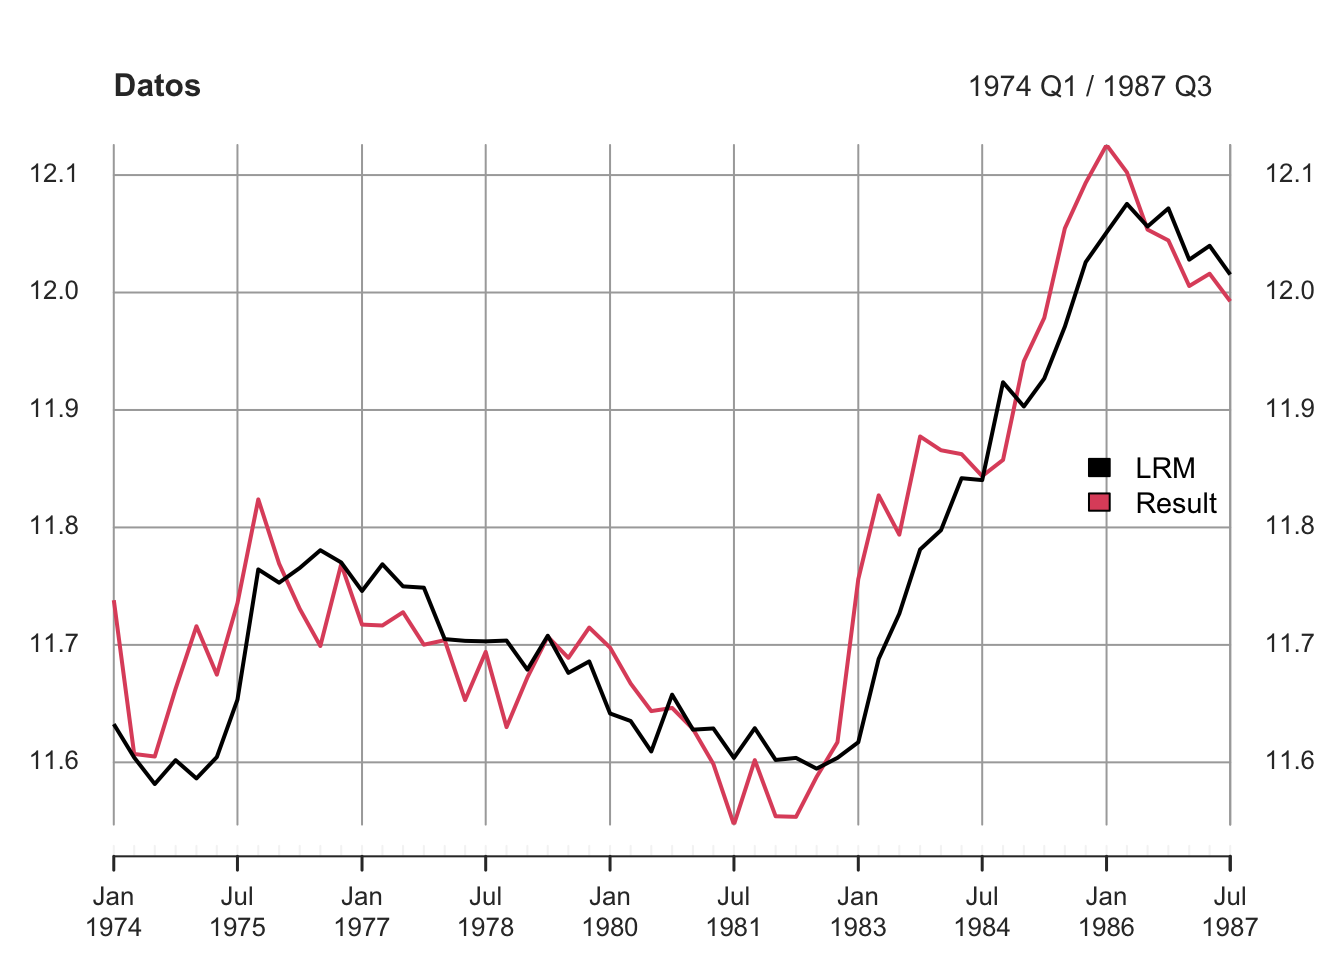 Datos 1974 Q1 / 1987 Q3
12.1 12.1
12.0 12.0
11.9 11.9
LRM
Result
11.8 11.8
11.7 11.7
11.6 11.6
Jan Jul Jan Jul Jan Jul Jan Jul Jan Jul
1974 1975 1977 1978 1980 1981 1983 1984 1986 1987